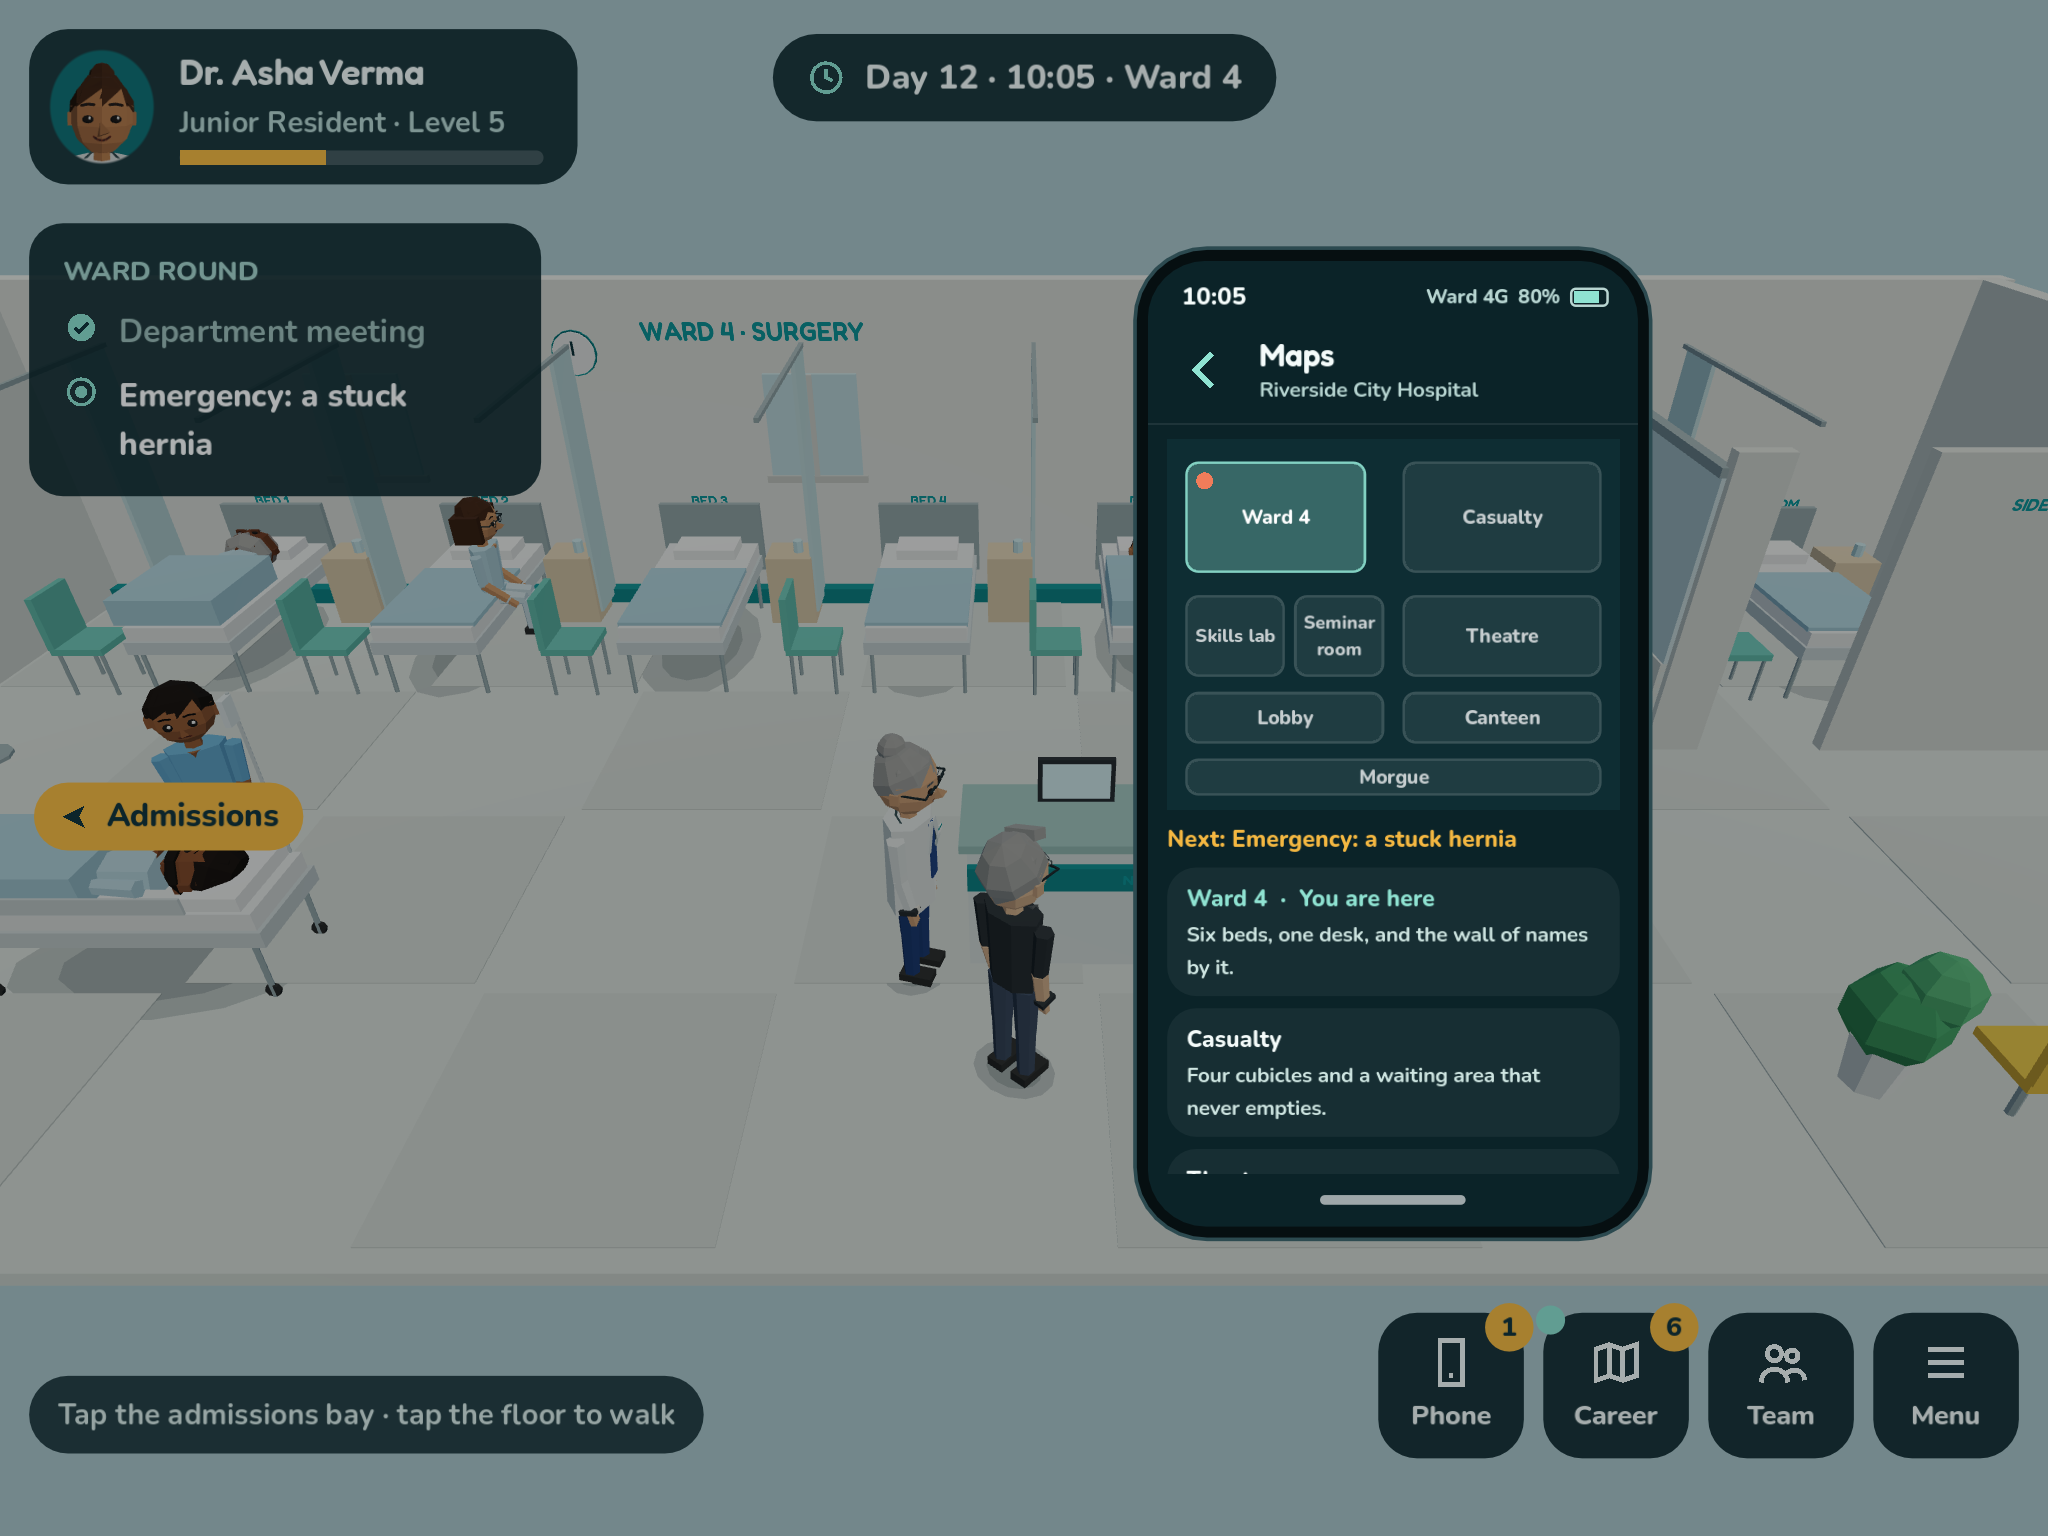 Dr. Asha Verma
Junior Resident · Level 5
Day 12 · 10:05 · Ward 4
WARD ROUND
Department meeting
Emergency: a stuck
hernia
WARD 4 · SURGERY
BED 1
BED 2
BED 3
BED 4
Admissions
10:05
Ward 4G 80%
Maps
Riverside City Hospital
Ward 4
Casualty
Skills lab
Seminar
room
Theatre
Lobby
Canteen
Morgue
Next: Emergency: a stuck hernia
Ward 4 · You are here
Six beds, one desk, and the wall of names
by it.
Casualty
Four cubicles and a waiting area that
never empties.
Tap the admissions bay · tap the floor to walk
1
Phone
6
Career
Team
Menu